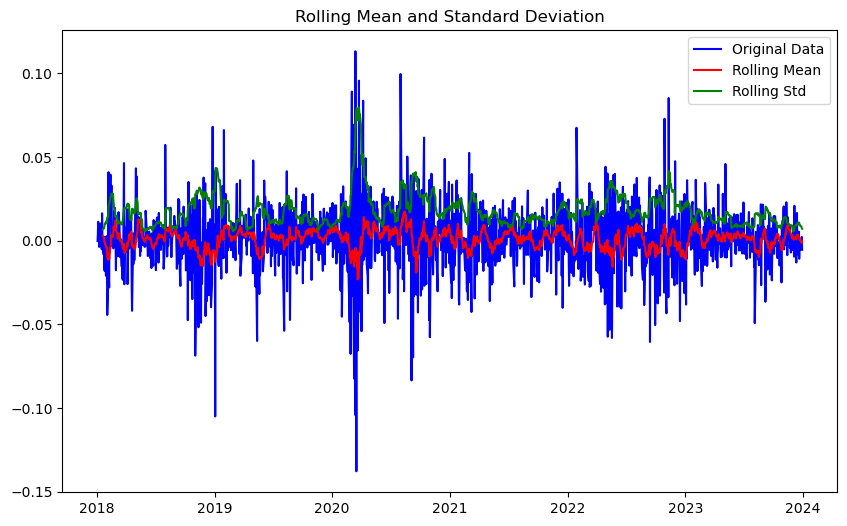 Rolling Mean and Standard Deviation
Original Data
Rolling Mean
Rolling Std
0.10
0.05
0.00
−0.05
−0.10
−0.15
2018 2019 2020 2021 2022 2023 2024